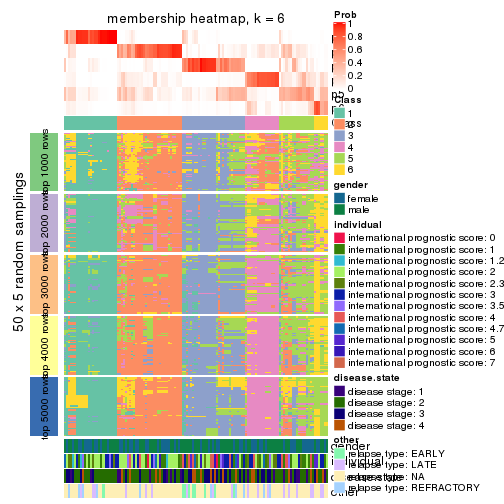 membership heatmap, k = 6
50 x 5 random samplings
top 1000 rows
top 2000 rows
top 3000 rows
top 4000 rows
top 5000 rows
Prob
1
0.8
0.6
0.4
0.2
0
Class
1
2
3
4
5
6
gender
female
male
individual
international prognostic score: 0
international prognostic score: 1
international prognostic score: 1.2
international prognostic score: 2
international prognostic score: 2.3
international prognostic score: 3
international prognostic score: 3.5
international prognostic score: 4
international prognostic score: 4.7
international prognostic score: 5
international prognostic score: 6
international prognostic score: 7
disease.state
disease stage: 1
disease stage: 2
disease stage: 3
disease stage: 4
other
relapse type: EARLY
relapse type: LATE
relapse type: NA
relapse type: REFRACTORY
gender
individual
disease.state
other